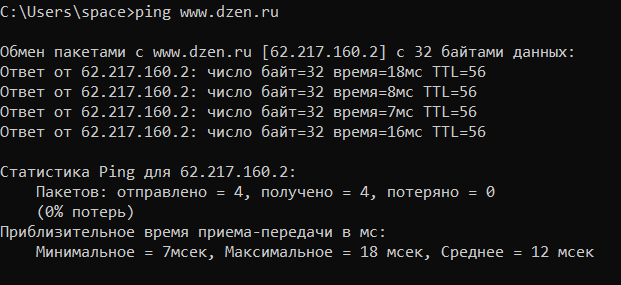 C:\Users\space>ping www.dzen.ru
Обмен пакетами с www.dzen.ru [62.217.160.2] с 32 байтами данных:
Ответ от 62.217.160.2: число байт=32 время=18мс TTL=56
Ответ от 62.217.160.2: число байт=32 время=8мс TTL=56
Ответ от 62.217.160.2: число байт=32 время=7мс TTL=56
Ответ от 62.217.160.2: число байт=32 время=16мс TTL=56
Статистика Ping для 62.217.160.2:
Пакетов: отправлено = 4, получено = 4, потеряно = 0
(0% потерь)
Приблизительное время приема-передачи в мс:
Минимальное = 7мсек, Максимальное = 18 мсек, Среднее = 12 мсек